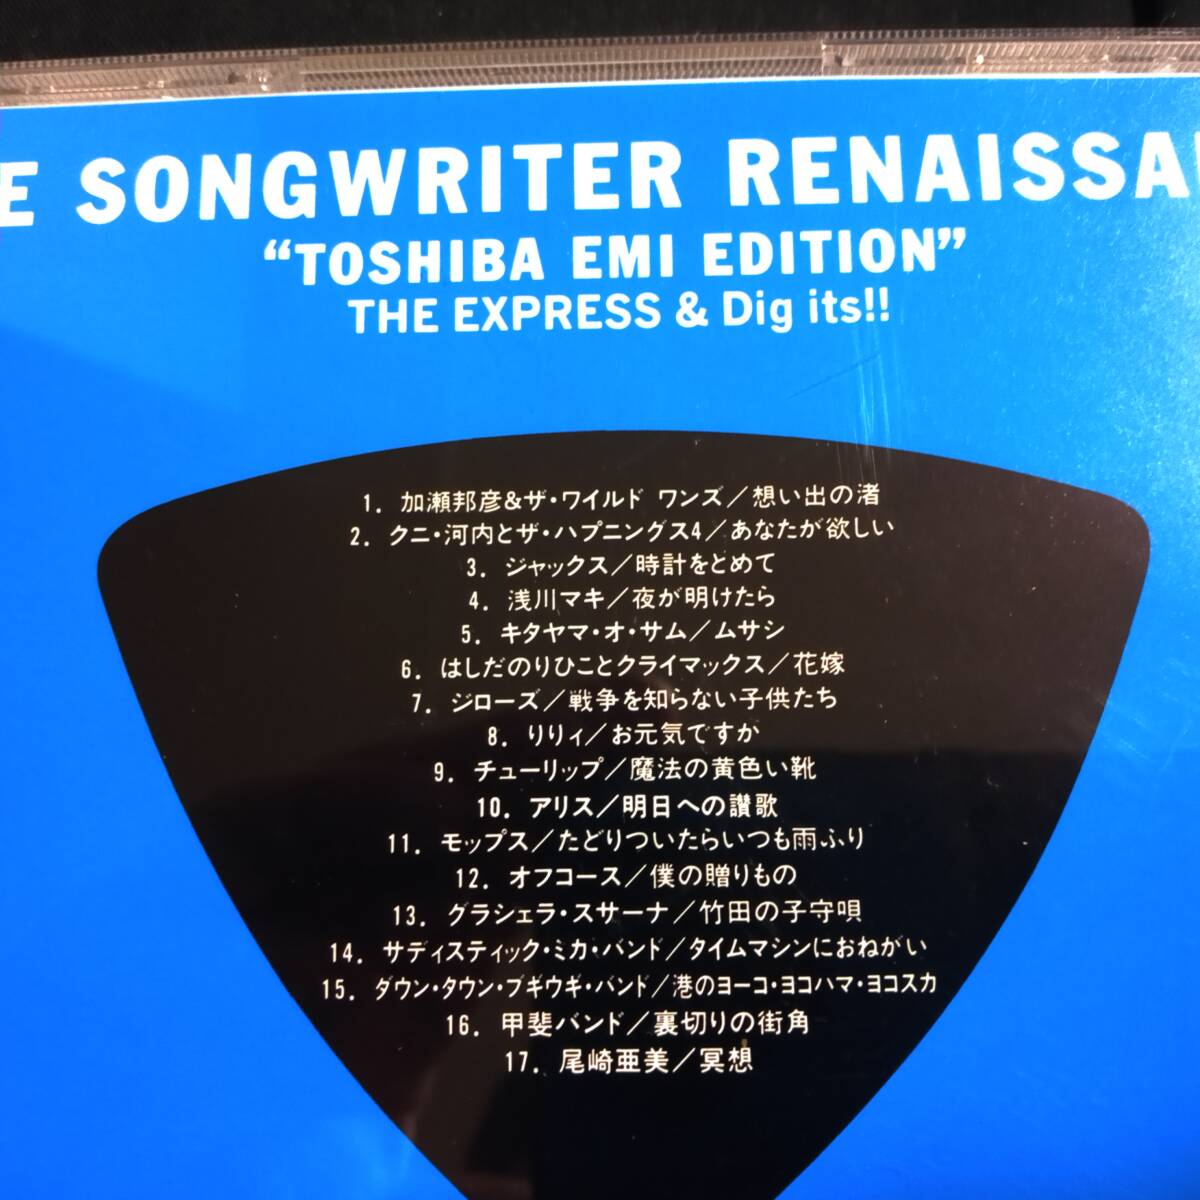 E SONGWRITER RENAISSA
“TOSHIBA EMI EDITION”
THE EXPRESS & Dig its!!
1. 加瀬邦彦&ザ・ワイルド ワンズ/想い出の渚
2. クニ・河内とザ・ハプニングス4/あなたが欲しい
3. ジャックス/時計をとめて
4. 浅川マキ/夜が明けたら
5. キタヤマ・オ・サム/ムサシ
6. はしだのりひことクライマックス/花嫁
7. ジローズ/戦争を知らない子供たち
8. りりィ/お元気ですか
9. チューリップ/魔法の黄色い靴
10. アリス/明日への讃歌
11. モップス/たどりついたらいつも雨ふり
12. オフコース/僕の贈りもの
13. グラシェラ・スサーナ/竹田の子守唄
14. サディスティック・ミカ・バンド/タイムマシンにおねがい
15. ダウン・タウン・ブギウギ・バンド/港のヨーコ・ヨコハマ・ヨコスカ
16. 甲斐バンド/裏切りの街角
17. 尾崎亜美/冥想